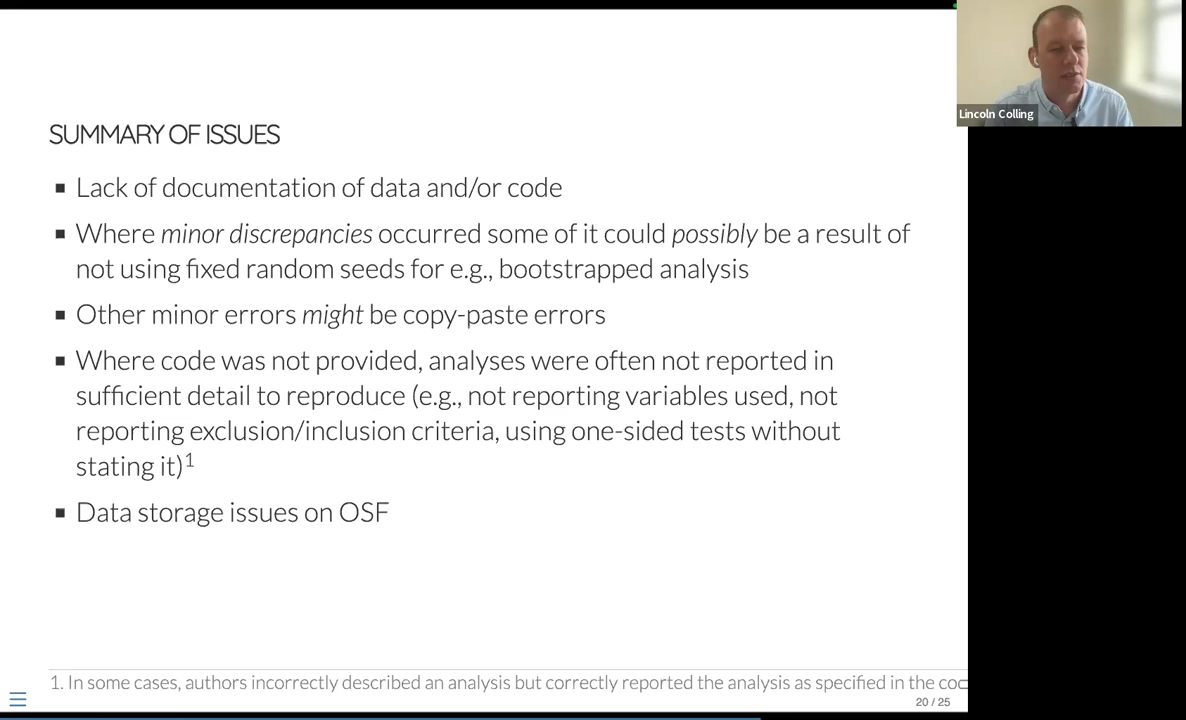 Lincoln Colling
SUMMARY OF ISSUES
▪ Lack of documentation of data and/or code
▪ Where minor discrepancies occurred some of it could possibly be a result of
not using fixed random seeds for e.g., bootstrapped analysis
▪ Other minor errors might be copy-paste errors
▪ Where code was not provided, analyses were often not reported in
sufficient detail to reproduce (e.g., not reporting variables used, not
reporting exclusion/inclusion criteria, using one-sided tests without
stating it)1
▪ Data storage issues on OSF
1. In some cases, authors incorrectly described an analysis but correctly reported the analysis as specified in the
20 / 25